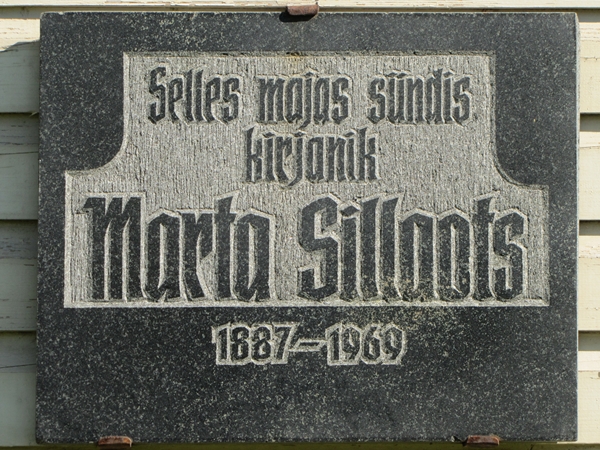 Selles majas sündis
kirjanik
Marta Sillaots
1887–1969